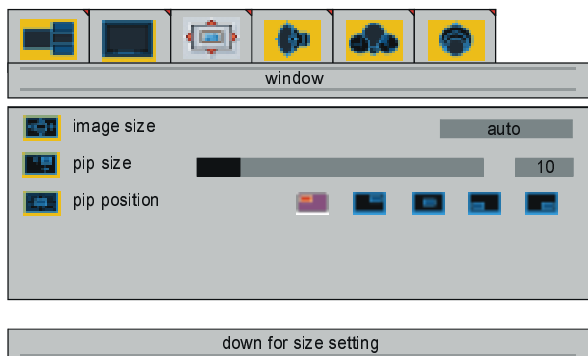 window
image size auto
pip size 10
pip position
down for size setting